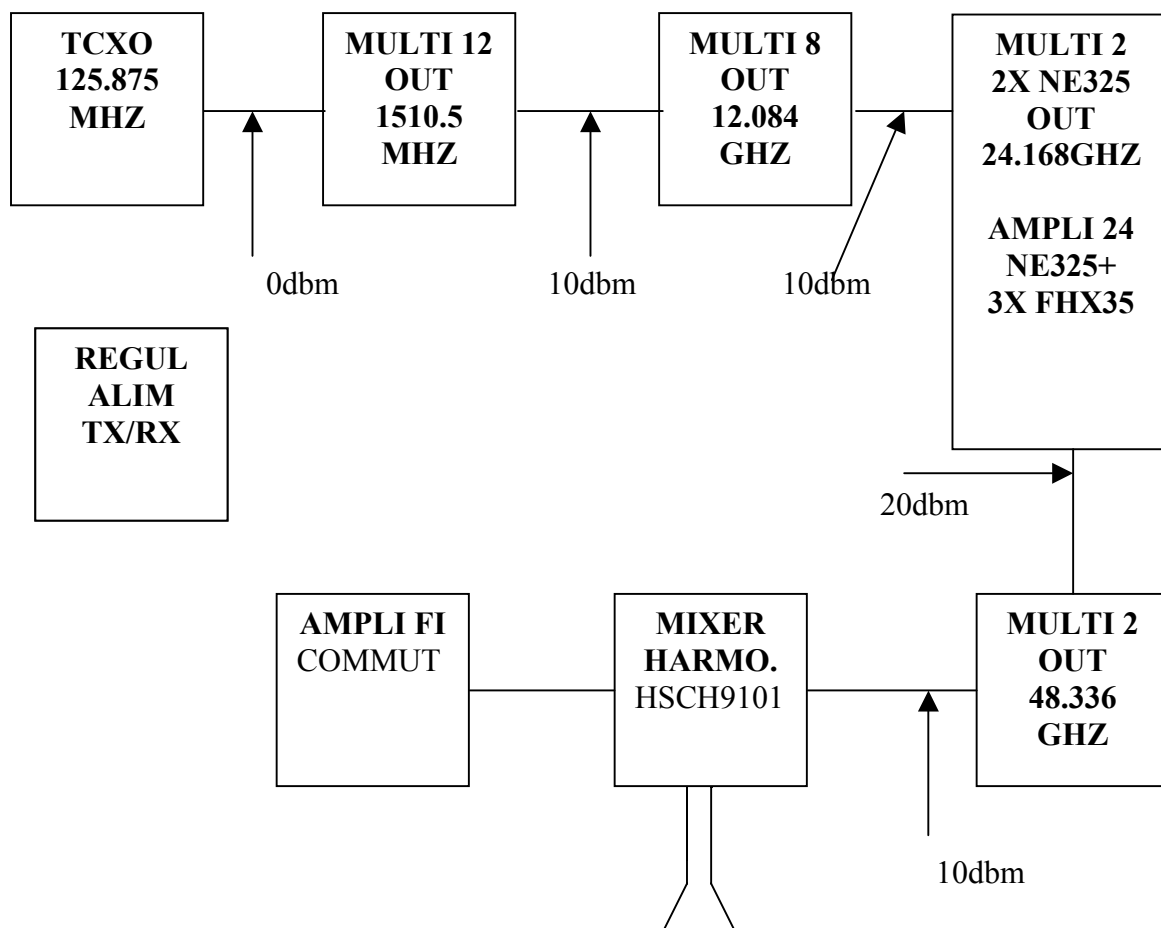 TCXO
125.875
MHZ
MULTI 12
OUT
1510.5
MHZ
MULTI 8
OUT
12.084
GHZ
MULTI 2
2X NE325
OUT
24.168GHZ
AMPLI 24
NE325+
3X FHX35
0dbm
10dbm
10dbm
REGUL
ALIM
TX/RX
20dbm
AMPLI FI
COMMUT
MIXER
HARMO.
HSCH9101
MULTI 2
OUT
48.336
GHZ
10dbm